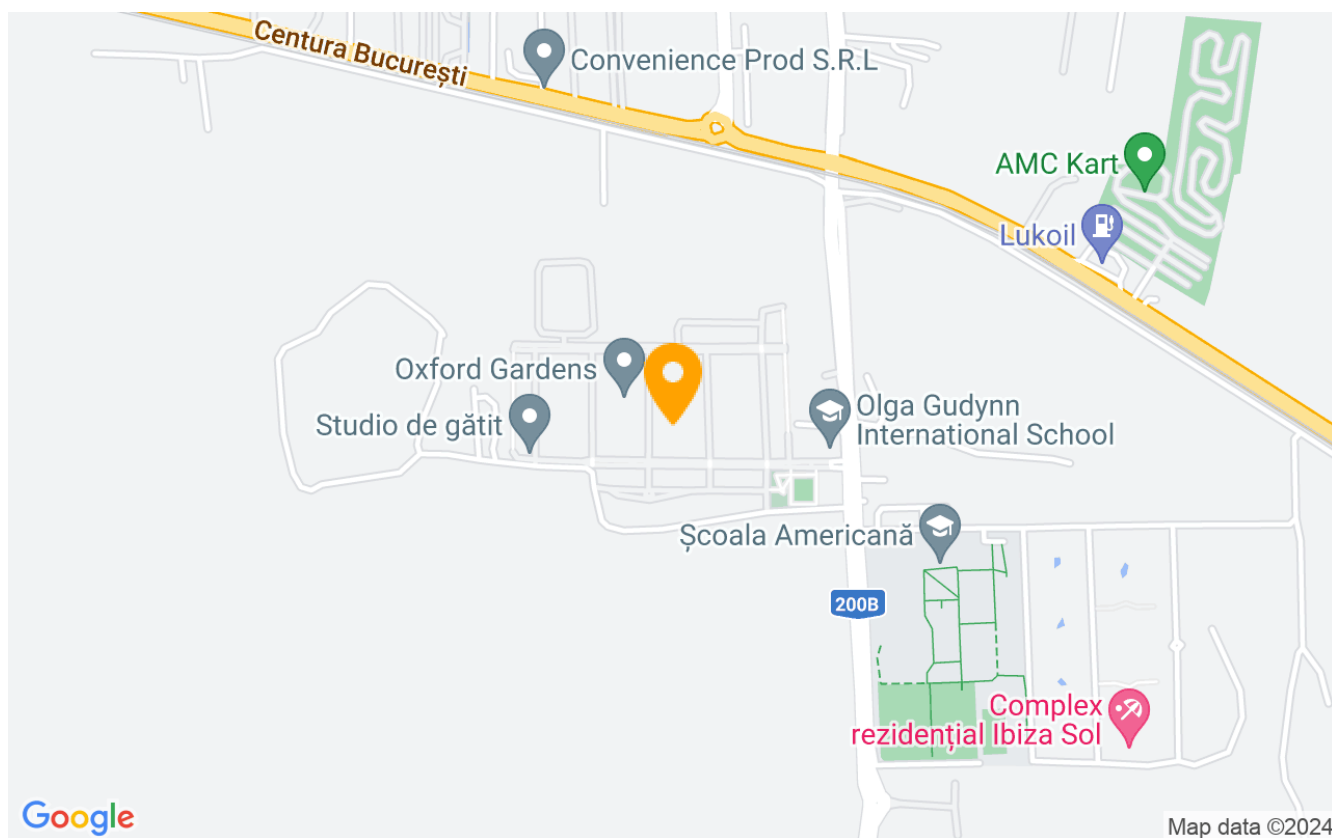 Centura București
Convenience Prod S.R.L
AMC Kart
Lukoil
Oxford Gardens
Studio de gătit
Olga Gudynn
International School
Școala Americană
200B
Complex
rezidențial Ibiza Sol
Google
Map data ©2024